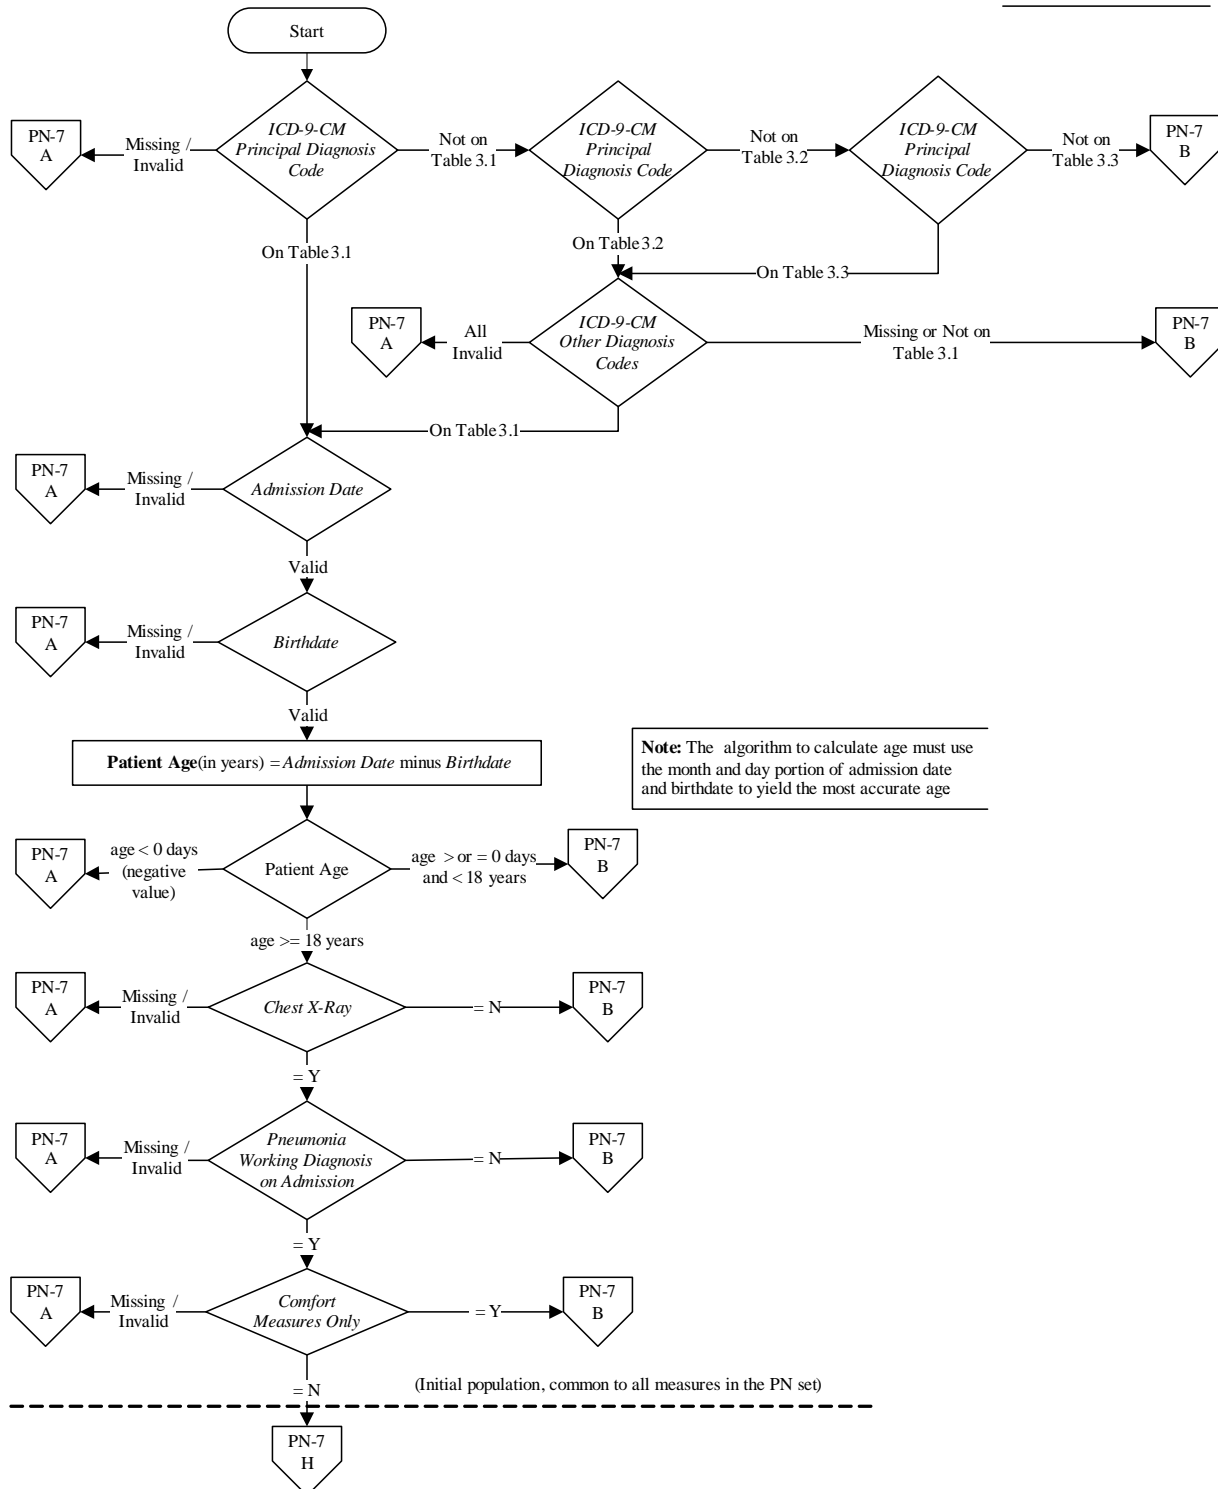 Start
PN-7
A
Missing /
Invalid
ICD-9-CM
Principal Diagnosis
Code
Not on
Table 3.1
ICD-9-CM
Principal
Diagnosis Code
Not on
Table 3.2
ICD-9-CM
Principal
Diagnosis Code
Not on
Table 3.3
PN-7
B
On Table 3.1
On Table 3.2
On Table 3.3
PN-7
A
All
Invalid
ICD-9-CM
Other Diagnosis
Codes
Missing or Not on
Table 3.1
PN-7
B
On Table 3.1
PN-7
A
Missing /
Invalid
Admission Date
Valid
PN-7
A
Missing /
Invalid
Birthdate
Valid
Patient Age(in years) = Admission Date minus Birthdate
Note: The algorithm to calculate age must use
the month and day portion of admission date
and birthdate to yield the most accurate age
PN-7
A
age < 0 days
(negative
value)
Patient Age
age > or = 0 days
and < 18 years
PN-7
B
age >= 18 years
PN-7
A
Missing /
Invalid
Chest X-Ray
= N
PN-7
B
= Y
PN-7
A
Missing /
Invalid
Pneumonia
Working Diagnosis
on Admission
= N
PN-7
B
= Y
PN-7
A
Missing /
Invalid
Comfort
Measures Only
= Y
PN-7
B
= N
(Initial population, common to all measures in the PN set)
PN-7
H